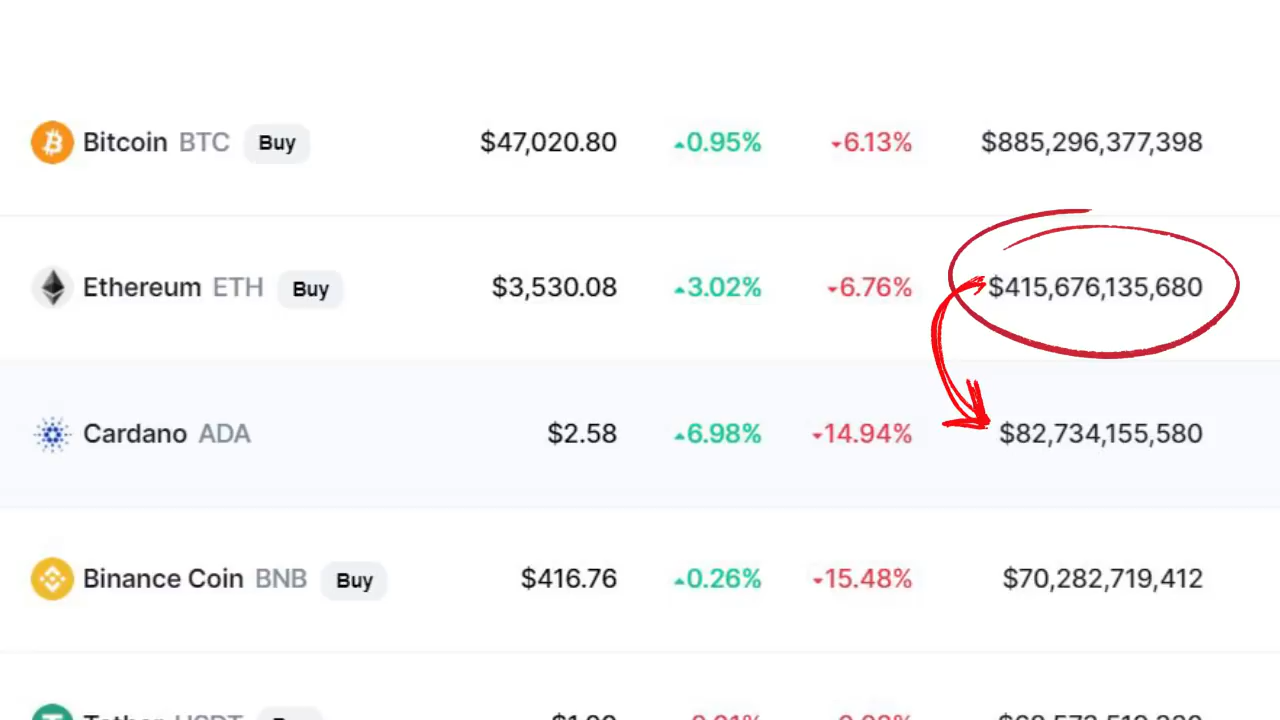 Bitcoin BTC Buy $47,020.80 0.95% 6.13% $885,296,377,398
Ethereum ETH Buy $3,530.08 3.02% 6.76% $415,676,135,680
Cardano ADA $2.58 6.98% 14.94% $82,734,155,580
Binance Coin BNB Buy $416.76 0.26% 15.48% $70,282,719,412
Tether USDT